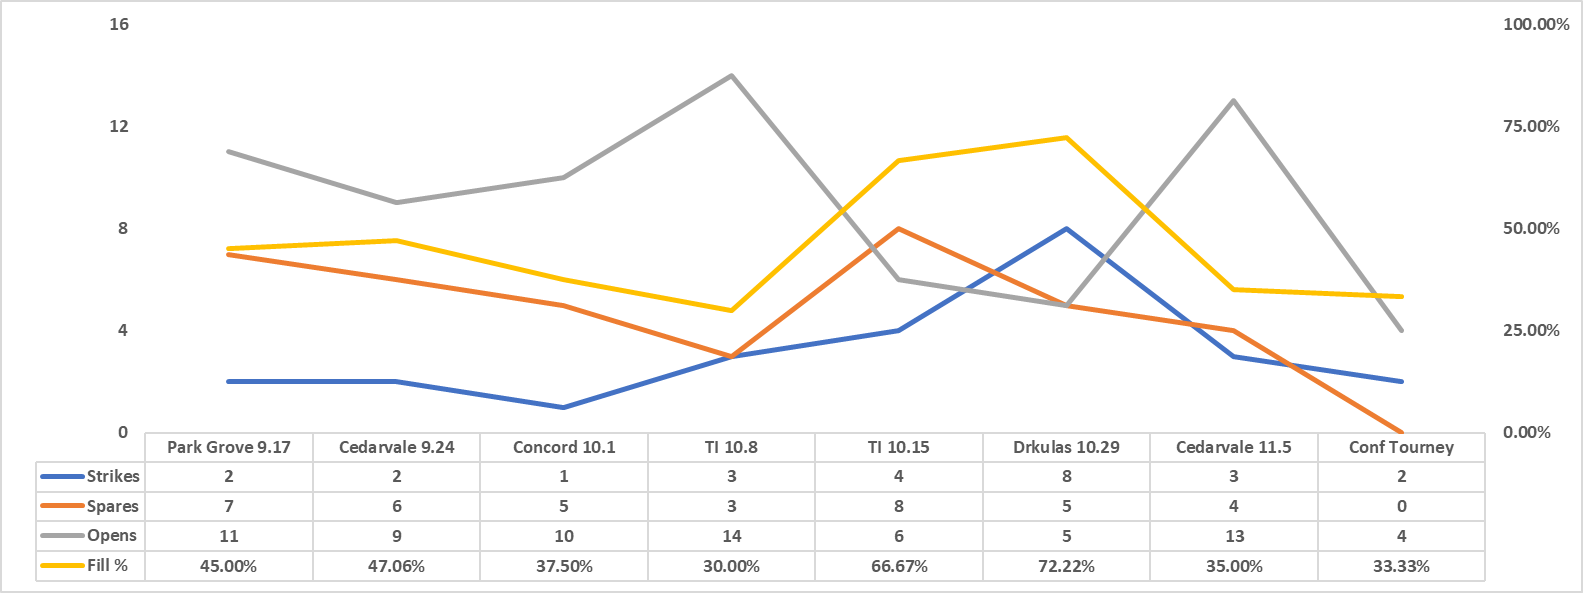 16 100.00%
12 75.00%
8 50.00%
4 25.00%
0 0.00%
Park Grove 9.17 Cedarvale 9.24 Concord 10.1 TI 10.8 TI 10.15 Drkulas 10.29 Cedarvale 11.5 Conf Tourney
Strikes 2 2 1 3 4 8 3 2
Spares 7 6 5 3 8 5 4 0
Opens 11 9 10 14 6 5 13 4
Fill % 45.00% 47.06% 37.50% 30.00% 66.67% 72.22% 35.00% 33.33%